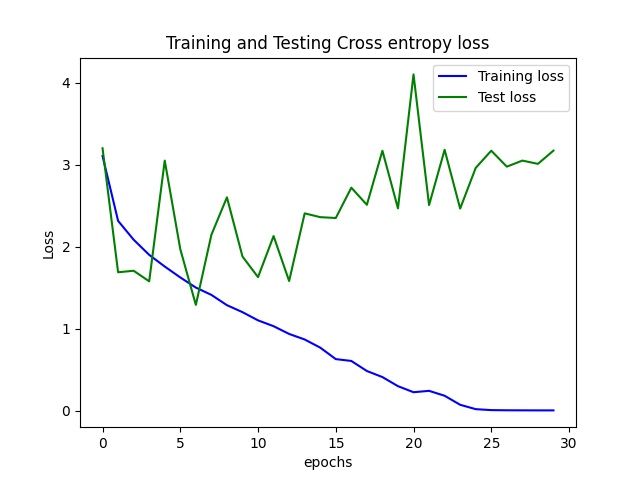 Training and Testing Cross entropy loss
Training loss
Test loss
4
3
2
1
0
Loss
0 5 10 15 20 25 30
epochs